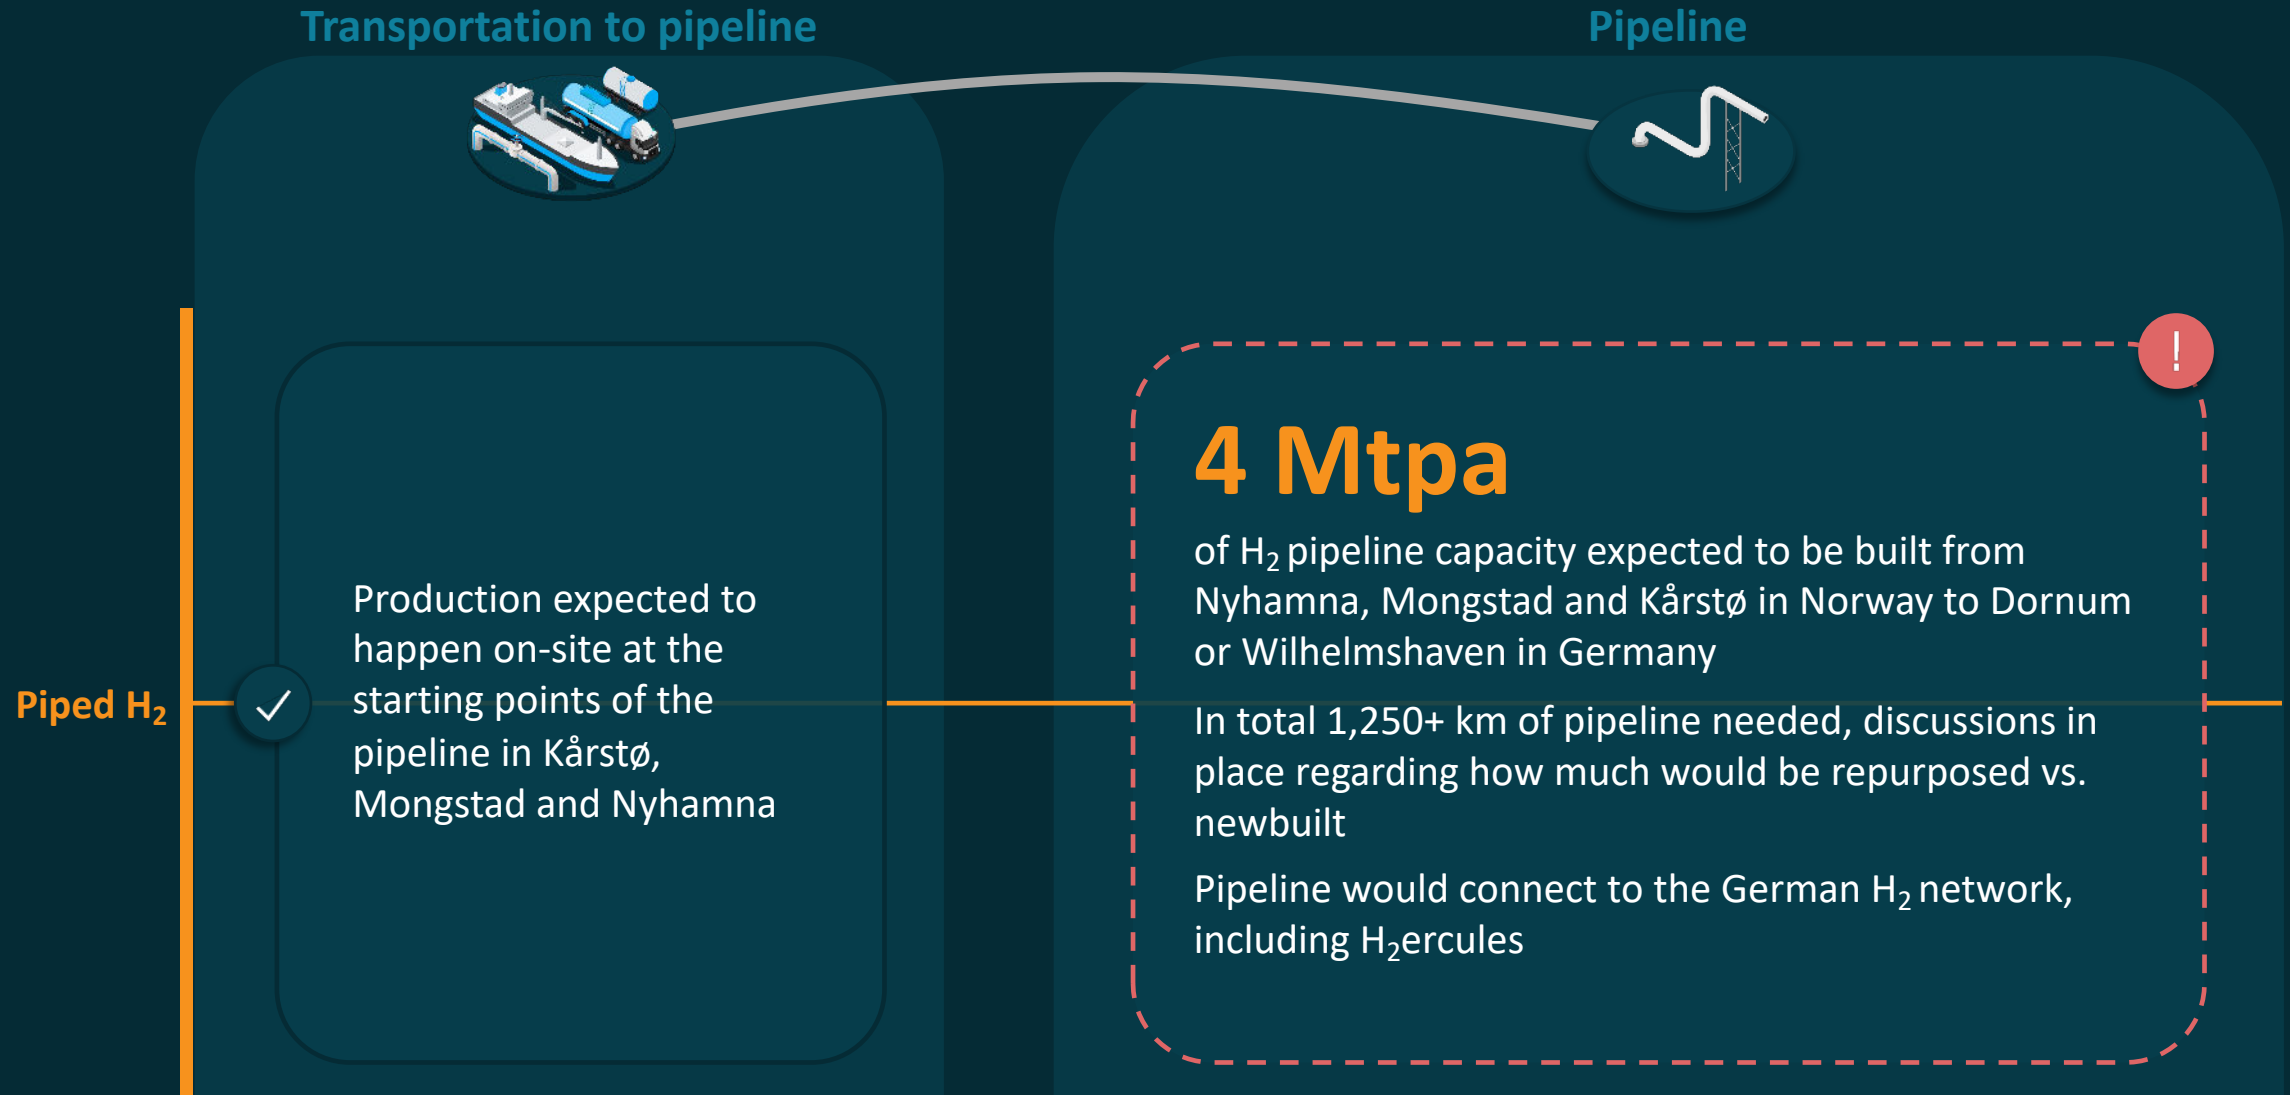 Transportation to pipeline
Pipeline
Piped H₂
Production expected to
happen on-site at the
starting points of the
pipeline in Kårstø,
Mongstad and Nyhamna
!
4 Mtpa
of H₂ pipeline capacity expected to be built from
Nyhamna, Mongstad and Kårstø in Norway to Dornum
or Wilhelmshaven in Germany
In total 1,250+ km of pipeline needed, discussions in
place regarding how much would be repurposed vs.
newbuilt
Pipeline would connect to the German H₂ network,
including H₂ercules